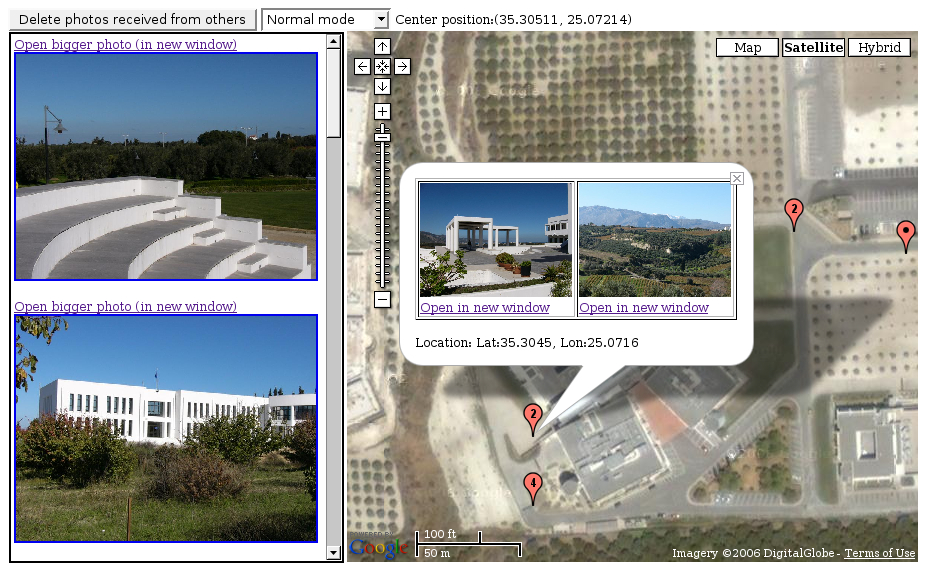 Delete photos received from others
Normal mode
Center position:(35.30511, 25.07214)
Open bigger photo (in new window)
Open bigger photo (in new window)
Map
Satellite
Hybrid
2
Open in new window
Open in new window
Location: Lat:35.3045, Lon:25.0716
2
4
100 ft
50 m
POWERED BY
Google
Imagery ©2006 DigitalGlobe - Terms of Use